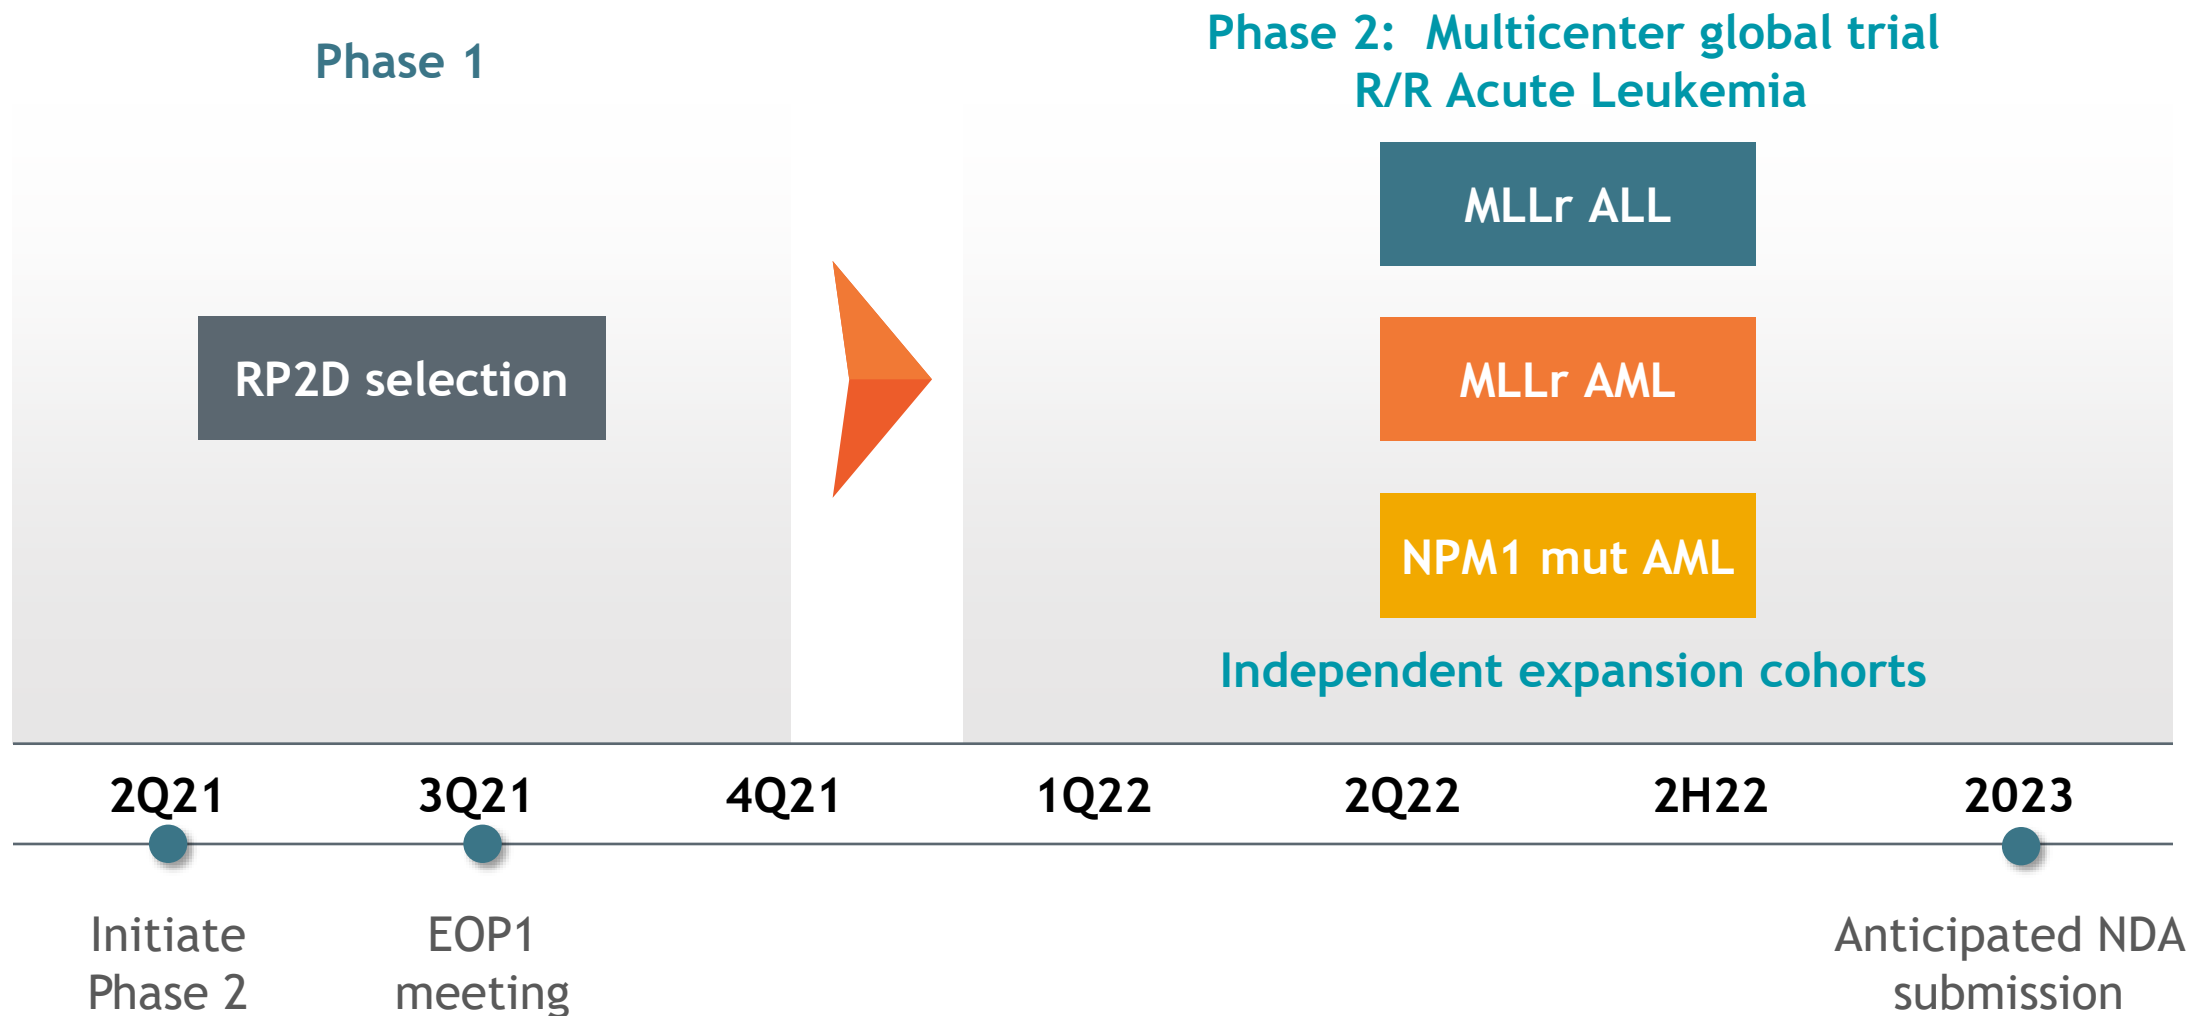 Phase 1
Phase 2: Multicenter global trial
R/R Acute Leukemia
RP2D selection
MLLr ALL
MLLr AML
NPM1 mut AML
Independent expansion cohorts
2Q21 3Q21 4Q21 1Q22 2Q22 2H22 2023
Initiate
Phase 2
EOP1
meeting
Anticipated NDA
submission